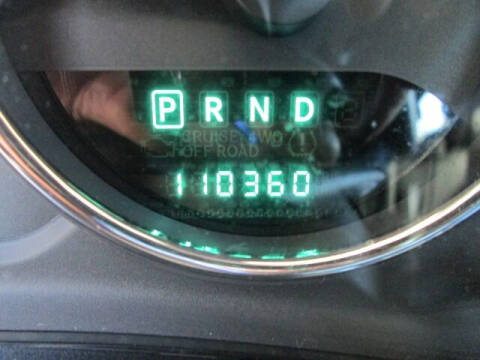 P R N D
CRUISE 4WD
OFF ROAD
110360